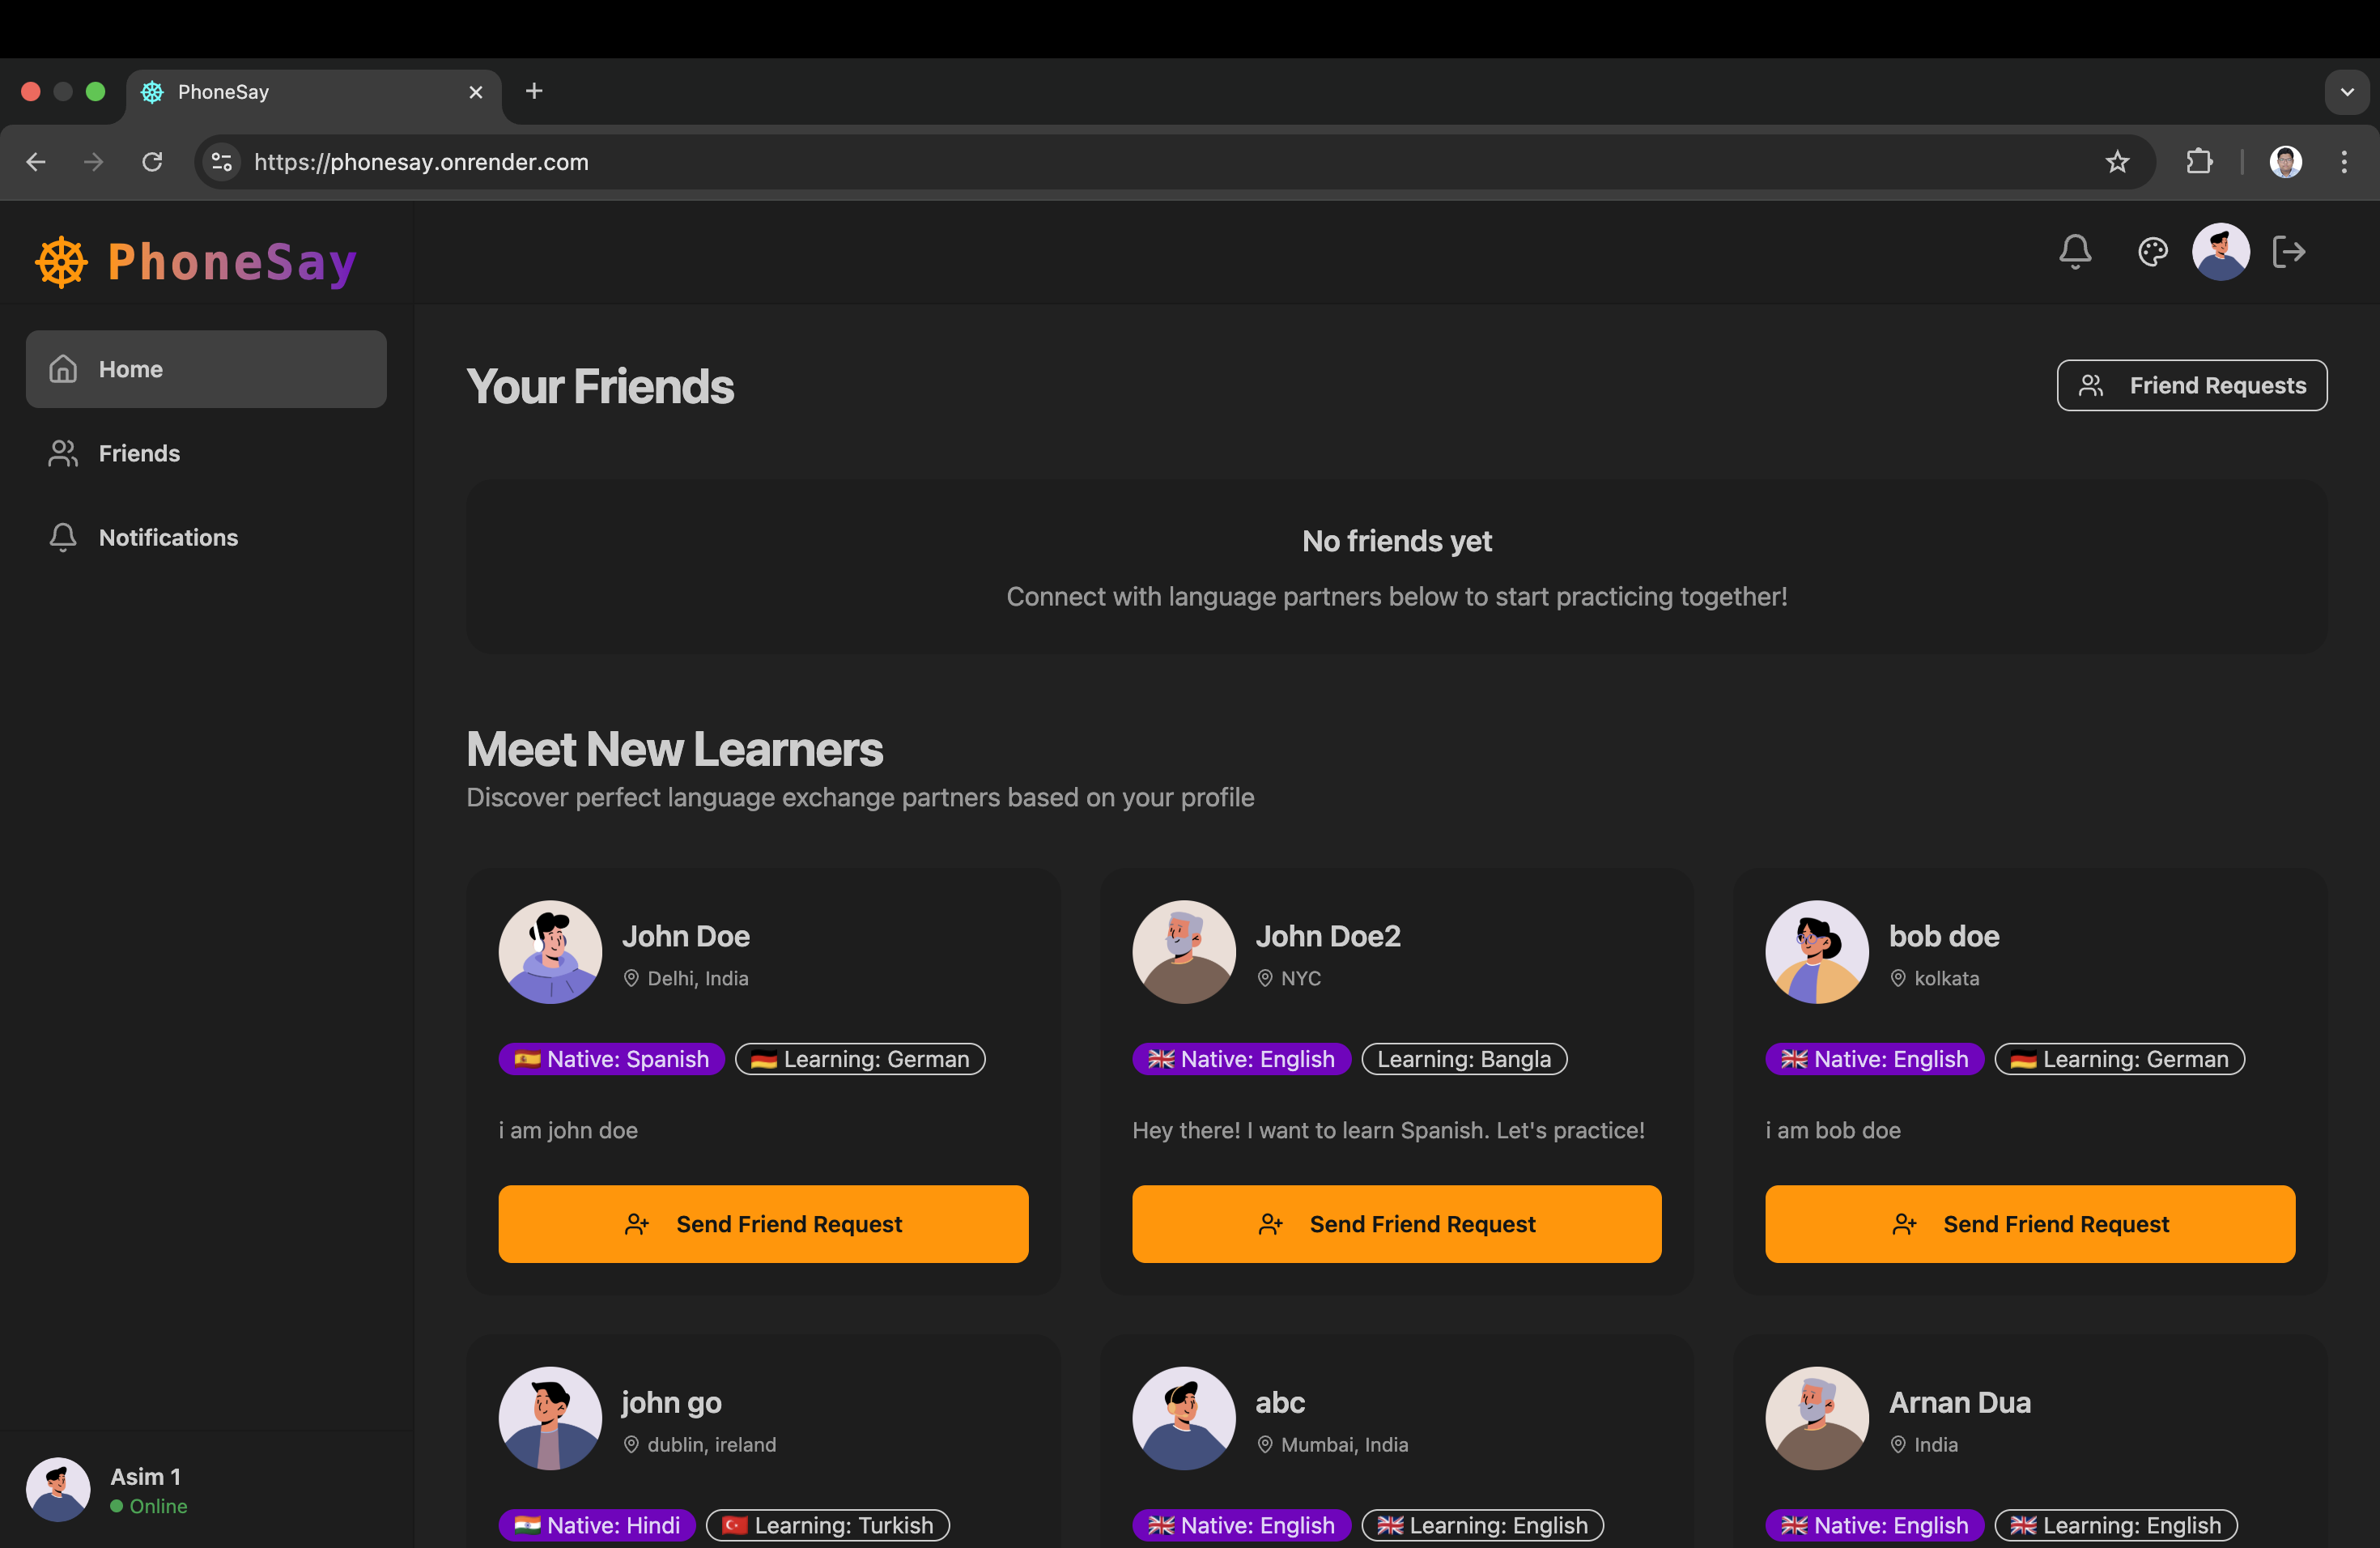 PhoneSay
https://phonesay.onrender.com
PhoneSay
Home
Friends
Notifications
Your Friends
Friend Requests
No friends yet
Connect with language partners below to start practicing together!
Meet New Learners
Discover perfect language exchange partners based on your profile
John Doe
Delhi, India
Native: Spanish Learning: German
i am john doe
Send Friend Request
John Doe2
NYC
Native: English Learning: Bangla
Hey there! I want to learn Spanish. Let's practice!
Send Friend Request
bob doe
kolkata
Native: English Learning: German
i am bob doe
Send Friend Request
john go
dublin, ireland
Native: Hindi Learning: Turkish
abc
Mumbai, India
Native: English Learning: English
Arnan Dua
India
Native: English Learning: English
Asim 1
Online